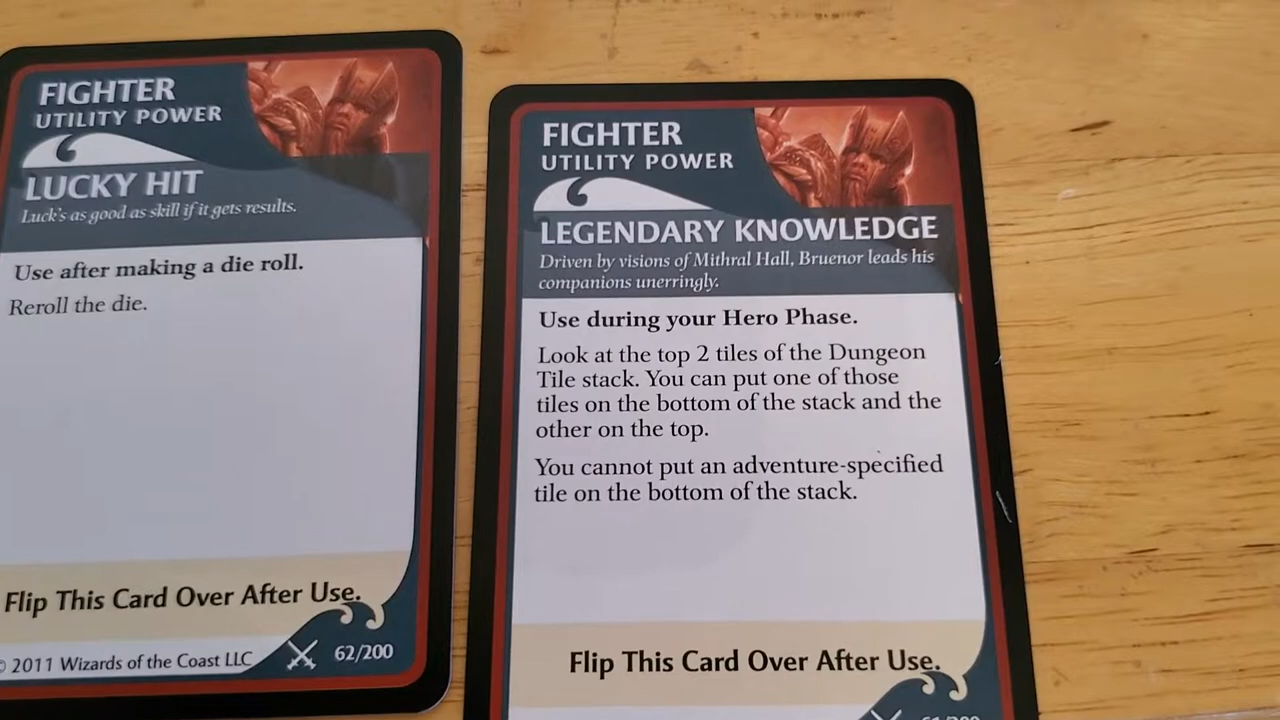 FIGHTER
UTILITY POWER
LUCKY HIT
Luck's as good as skill if it gets results.
Use after making a die roll.
Reroll the die.
Flip This Card Over After Use.
© 2011 Wizards of the Coast LLC
62/200
FIGHTER
UTILITY POWER
LEGENDARY KNOWLEDGE
Driven by visions of Mithral Hall, Bruenor leads his
companions unerringly.
Use during your Hero Phase.
Look at the top 2 tiles of the Dungeon
Tile stack. You can put one of those
tiles on the bottom of the stack and the
other on the top.
You cannot put an adventure-specified
tile on the bottom of the stack.
Flip This Card Over After Use.